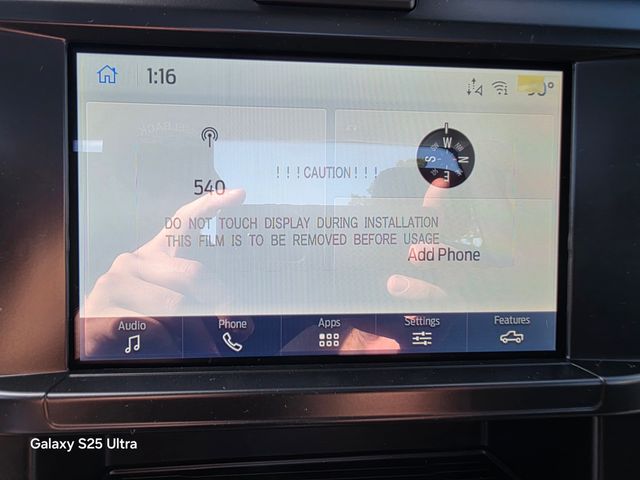 1:16
540
!!!CAUTION!!!
W
S N
E
DO NOT TOUCH DISPLAY DURING INSTALLATION
THIS FILM IS TO BE REMOVED BEFORE USAGE
Add Phone
Audio Phone Apps Settings Features
Galaxy S25 Ultra